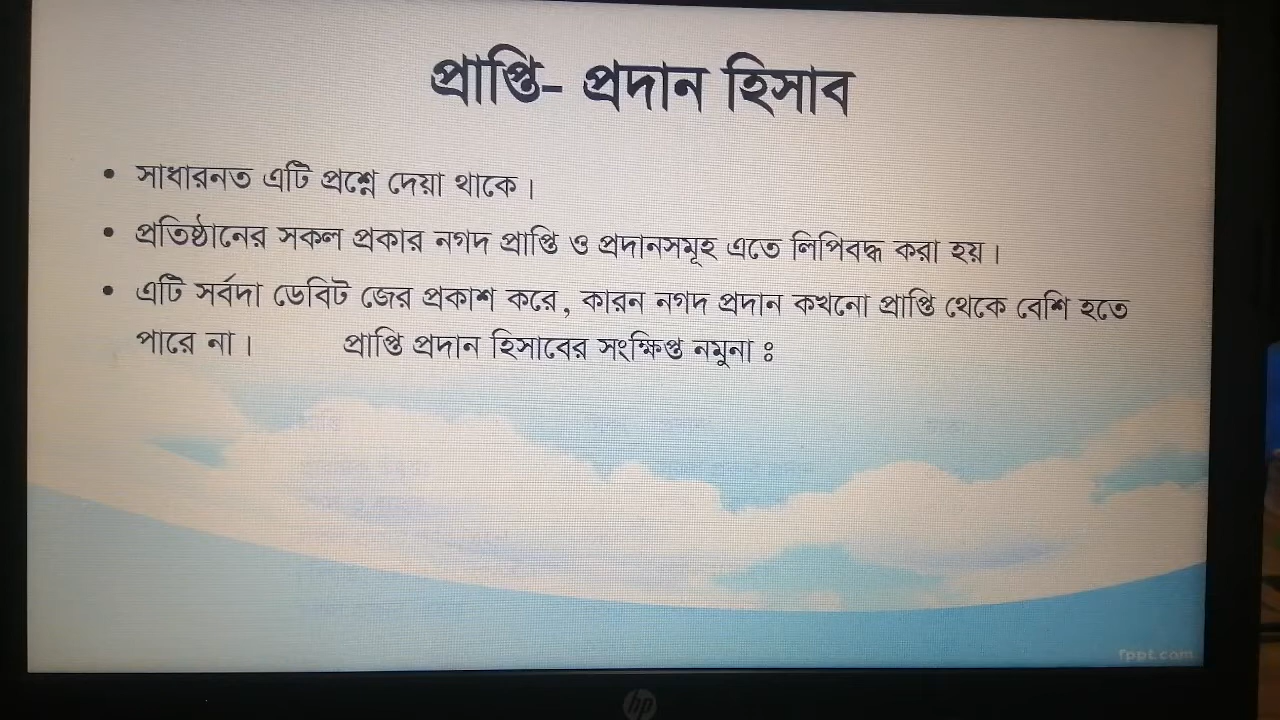 প্রাপ্তি- প্রদান হিসাব
• সাধারনত এটি প্রশ্নে দেয়া থাকে।
• প্রতিষ্ঠানের সকল প্রকার নগদ প্রাপ্তি ও প্রদানসমূহ এতে লিপিবদ্ধ করা হয়।
• এটি সর্বদা ডেবিট জের প্রকাশ করে, কারন নগদ প্রদান কখনো প্রাপ্তি থেকে বেশি হতে
পারে না। প্রাপ্তি প্রদান হিসাবের সংক্ষিপ্ত নমুনা ঃ
fppt.com
hp